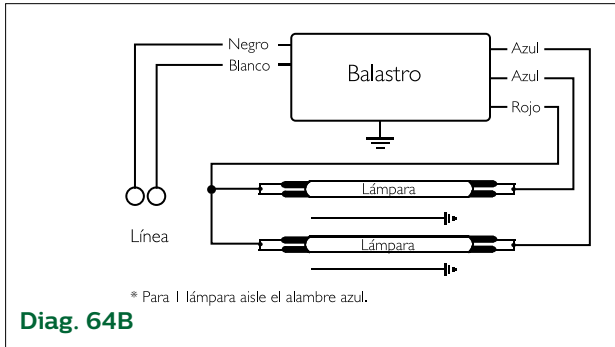 Negro
Blanco
Balastro
Azul
Azul
Rojo
Lámpara
Línea
Lámpara
* Para 1 lámpara aisle el alambre azul.
Diag. 64B